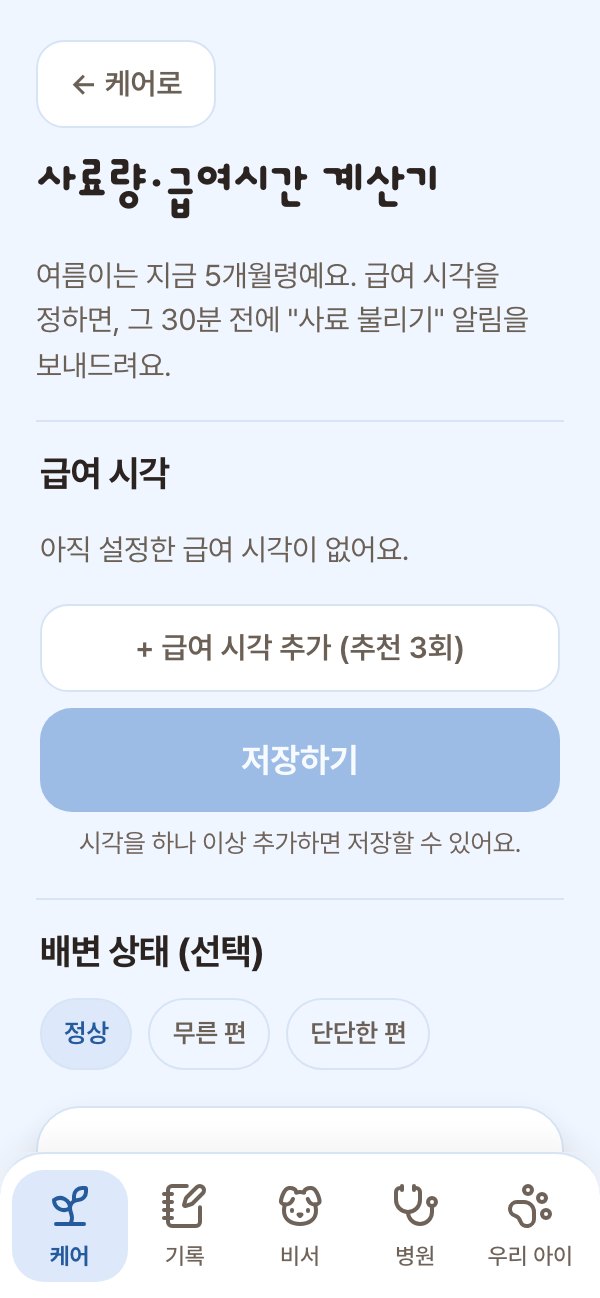 ← 케어로
사료량·급여시간 계산기
여름이는 지금 5개월령예요. 급여 시각을
정하면, 그 30분 전에 "사료 불리기" 알림을
보내드려요.
급여 시각
아직 설정한 급여 시각이 없어요.
+ 급여 시각 추가 (추천 3회)
저장하기
시각을 하나 이상 추가하면 저장할 수 있어요.
배변 상태 (선택)
정상 무른 편 단단한 편
케어 기록 비서 병원 우리 아이